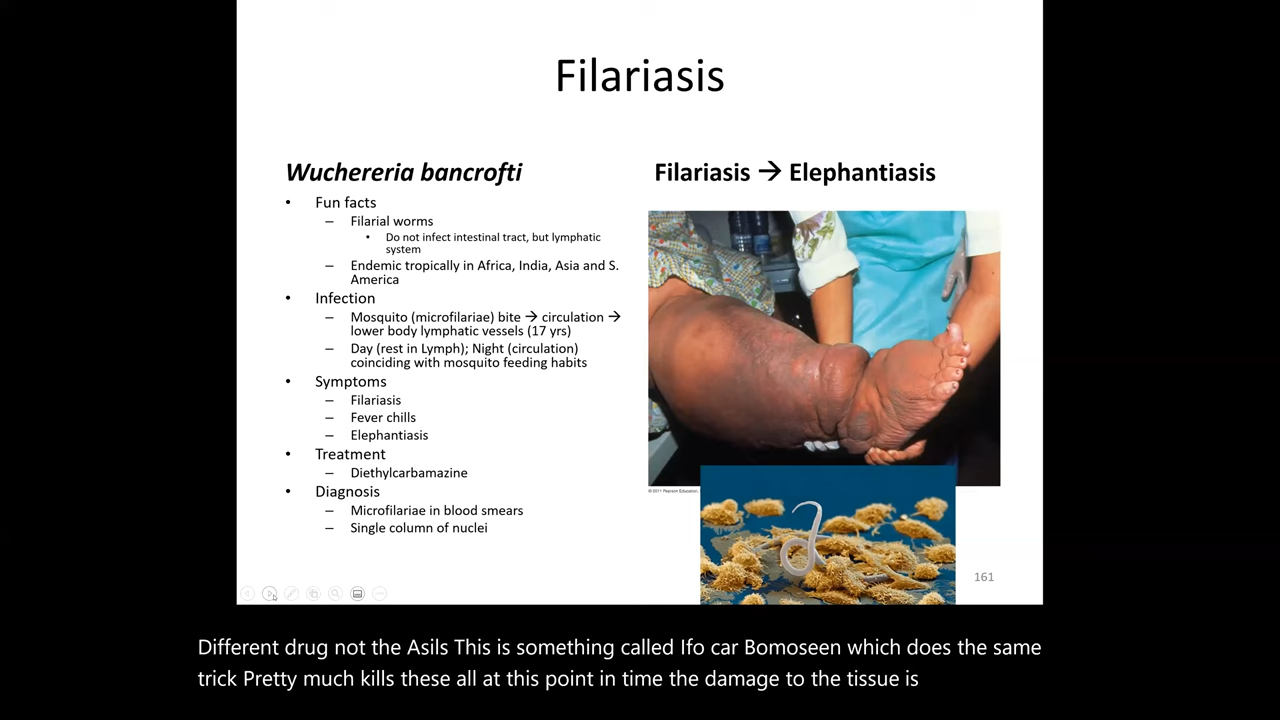 Filariasis
Wuchereria bancrofti
• Fun facts
– Filarial worms
• Do not infect intestinal tract, but lymphatic
system
– Endemic tropically in Africa, India, Asia and S.
America
• Infection
– Mosquito (microfilariae) bite → circulation →
lower body lymphatic vessels (17 yrs)
– Day (rest in Lymph); Night (circulation)
coinciding with mosquito feeding habits
• Symptoms
– Filariasis
– Fever chills
– Elephantiasis
• Treatment
– Diethylcarbamazine
• Diagnosis
– Microfilariae in blood smears
– Single column of nuclei
Filariasis → Elephantiasis
© 2011 Pearson Education,
161
Different drug not the Asils This is something called Ifo car Bomoseen which does the same
trick Pretty much kills these all at this point in time the damage to the tissue is